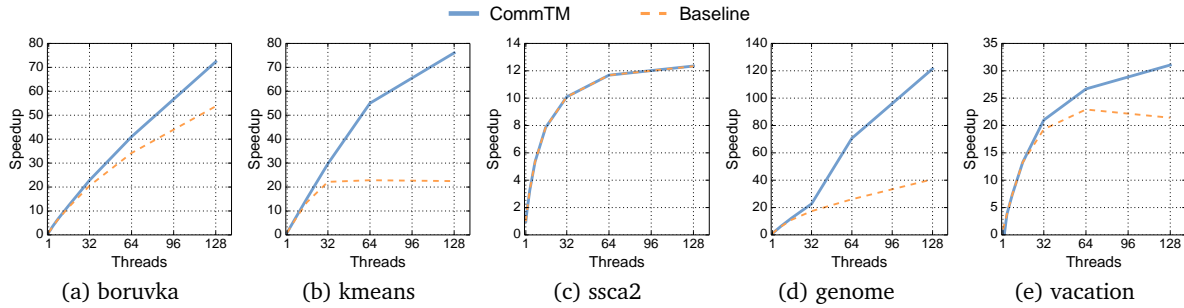 CommTM Baseline
Speedup
80
70
60
50
40
30
20
10
0
1 32 64 96 128
Threads
(a) boruvka
Speedup
80
70
60
50
40
30
20
10
0
1 32 64 96 128
Threads
(b) kmeans
Speedup
14
12
10
8
6
4
2
0
1 32 64 96 128
Threads
(c) ssca2
Speedup
140
120
100
80
60
40
20
0
1 32 64 96 128
Threads
(d) genome
Speedup
35
30
25
20
15
10
5
0
1 32 64 96 128
Threads
(e) vacation